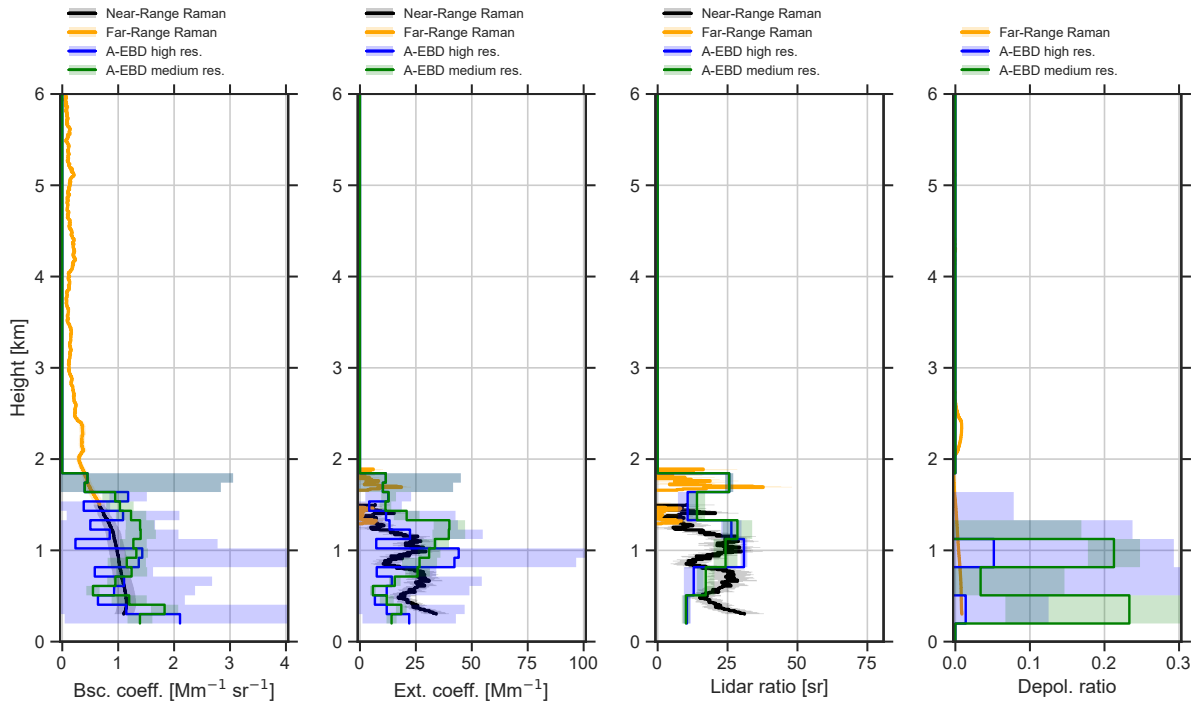 Near-Range Raman
Far-Range Raman
A-EBD high res.
A-EBD medium res.
Near-Range Raman
Far-Range Raman
A-EBD high res.
A-EBD medium res.
Near-Range Raman
Far-Range Raman
A-EBD high res.
A-EBD medium res.
Far-Range Raman
A-EBD high res.
A-EBD medium res.
Height [km]
6
5
4
3
2
1
0
0 1 2 3 4
Bsc. coeff. [Mm⁻¹ sr⁻¹]
6
5
4
3
2
1
0
0 25 50 75 100
Ext. coeff. [Mm⁻¹]
6
5
4
3
2
1
0
0 25 50 75
Lidar ratio [sr]
6
5
4
3
2
1
0
0.0 0.1 0.2 0.3
Depol. ratio